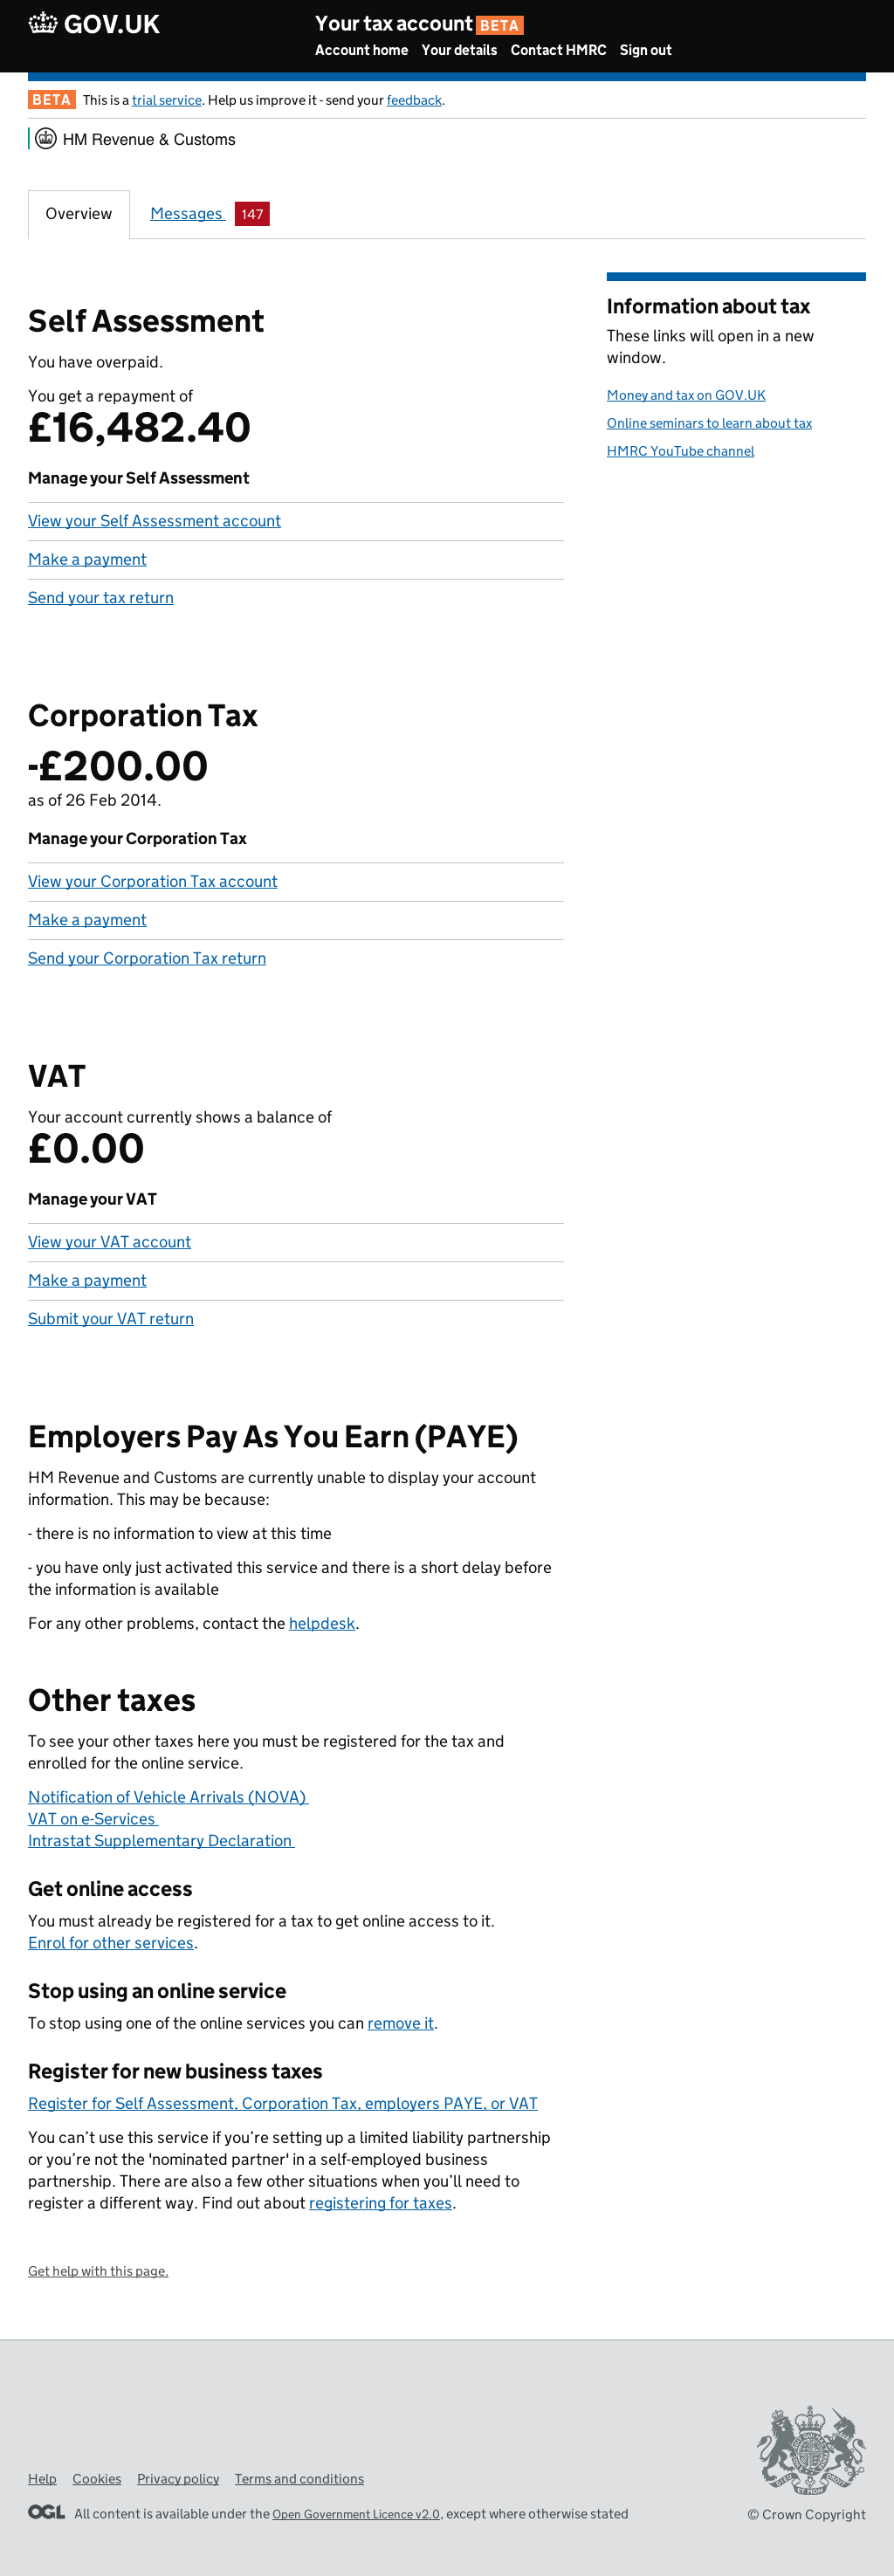 GOV.UK
Your tax account BETA
Account home Your details Contact HMRC Sign out
BETA This is a trial service. Help us improve it - send your feedback.
HM Revenue & Customs
Overview Messages 147
Self Assessment
You have overpaid.
You get a repayment of
£16,482.40
Manage your Self Assessment
View your Self Assessment account
Make a payment
Send your tax return
Information about tax
These links will open in a new
window.
Money and tax on GOV.UK
Online seminars to learn about tax
HMRC YouTube channel
Corporation Tax
-£200.00
as of 26 Feb 2014.
Manage your Corporation Tax
View your Corporation Tax account
Make a payment
Send your Corporation Tax return
VAT
Your account currently shows a balance of
£0.00
Manage your VAT
View your VAT account
Make a payment
Submit your VAT return
Employers Pay As You Earn (PAYE)
HM Revenue and Customs are currently unable to display your account
information. This may be because:
- there is no information to view at this time
- you have only just activated this service and there is a short delay before
the information is available
For any other problems, contact the helpdesk.
Other taxes
To see your other taxes here you must be registered for the tax and
enrolled for the online service.
Notification of Vehicle Arrivals (NOVA)
VAT on e-Services
Intrastat Supplementary Declaration
Get online access
You must already be registered for a tax to get online access to it.
Enrol for other services.
Stop using an online service
To stop using one of the online services you can remove it.
Register for new business taxes
Register for Self Assessment, Corporation Tax, employers PAYE, or VAT
You can’t use this service if you’re setting up a limited liability partnership
or you’re not the 'nominated partner' in a self-employed business
partnership. There are also a few other situations when you’ll need to
register a different way. Find out about registering for taxes.
Get help with this page.
Help Cookies Privacy policy Terms and conditions
OGL All content is available under the Open Government Licence v2.0, except where otherwise stated
© Crown Copyright